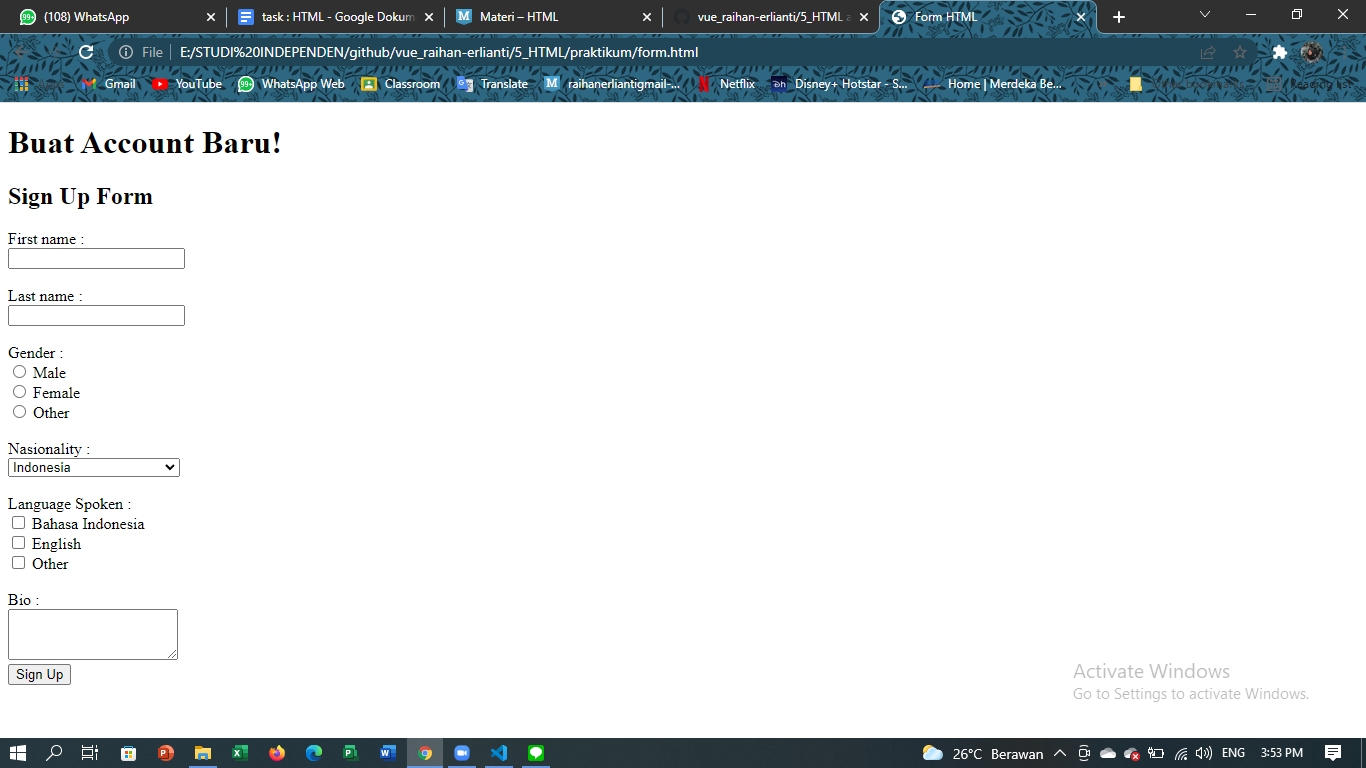 (108) WhatsApp
task : HTML - Google Dokum
Materi – HTML
vue_raihan-erlianti/5_HTML a
Form HTML
File
E:/STUDI%20INDEPENDEN/github/vue_raihan-erlianti/5_HTML/praktikum/form.html
Gmail
YouTube
99+
WhatsApp Web
Classroom
Translate
raihanerliantigmail-...
Netflix
Disney+ Hotstar - S...
Home | Merdeka Be...
Buat Account Baru!
Sign Up Form
First name :
Last name :
Gender :
Male
Female
Other
Nasionality :
Indonesia
Language Spoken :
Bahasa Indonesia
English
Other
Bio :
Sign Up
Activate Windows
Go to Settings to activate Windows.
26°C Berawan
ENG
3:53 PM